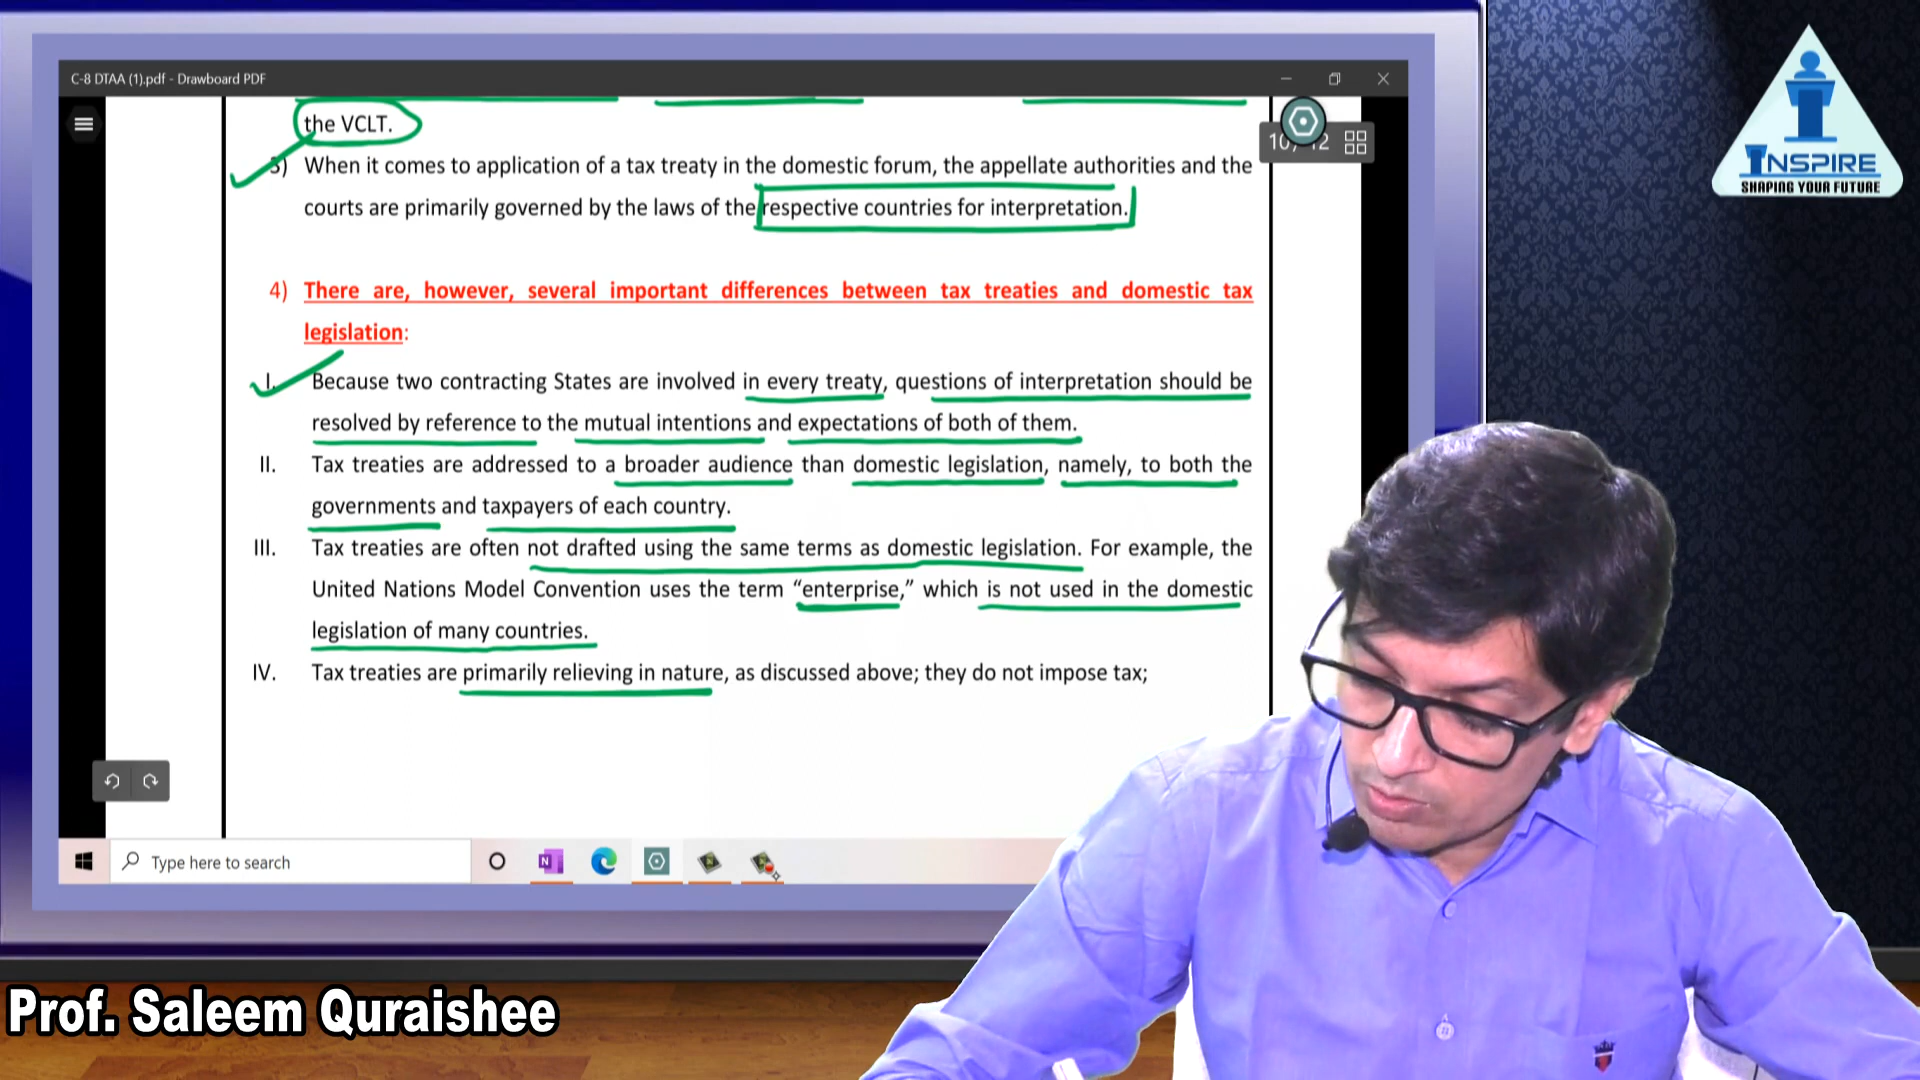 C-8 DTAA (1).pdf - Drawboard PDF
INSPIRE
SHAPING YOUR FUTURE
the VCLT.
3) When it comes to application of a tax treaty in the domestic forum, the appellate authorities and the
courts are primarily governed by the laws of the respective countries for interpretation.
4) There are, however, several important differences between tax treaties and domestic tax
legislation:
I. Because two contracting States are involved in every treaty, questions of interpretation should be
resolved by reference to the mutual intentions and expectations of both of them.
II. Tax treaties are addressed to a broader audience than domestic legislation, namely, to both the
governments and taxpayers of each country.
III. Tax treaties are often not drafted using the same terms as domestic legislation. For example, the
United Nations Model Convention uses the term “enterprise,” which is not used in the domestic
legislation of many countries.
IV. Tax treaties are primarily relieving in nature, as discussed above; they do not impose tax;
Type here to search
Prof. Saleem Quraishee